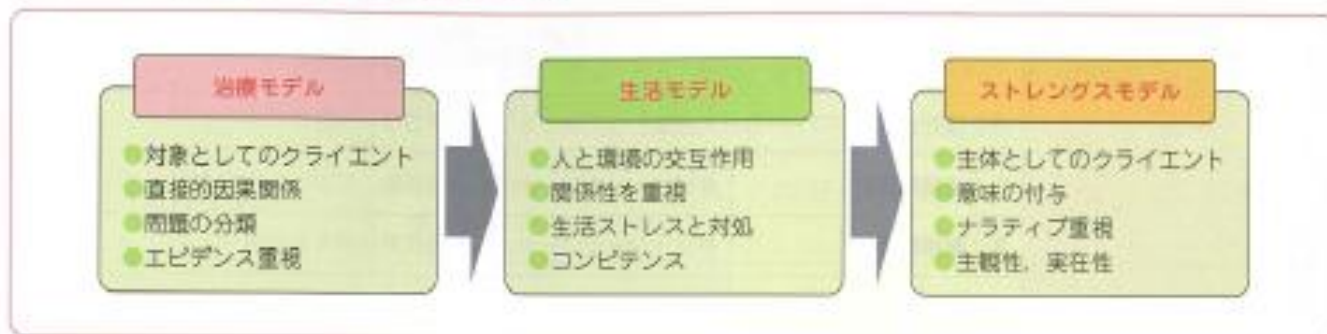 治療モデル
●対象としてのクライエント
●直接的因果関係
●問題の分類
●エビデンス重視
生活モデル
●人と環境の交互作用
●関係性を重視
●生活ストレスと対処
●コンピテンス
ストレングスモデル
●主体としてのクライエント
●意味の付与
●ナラティブ重視
●主観性，実在性